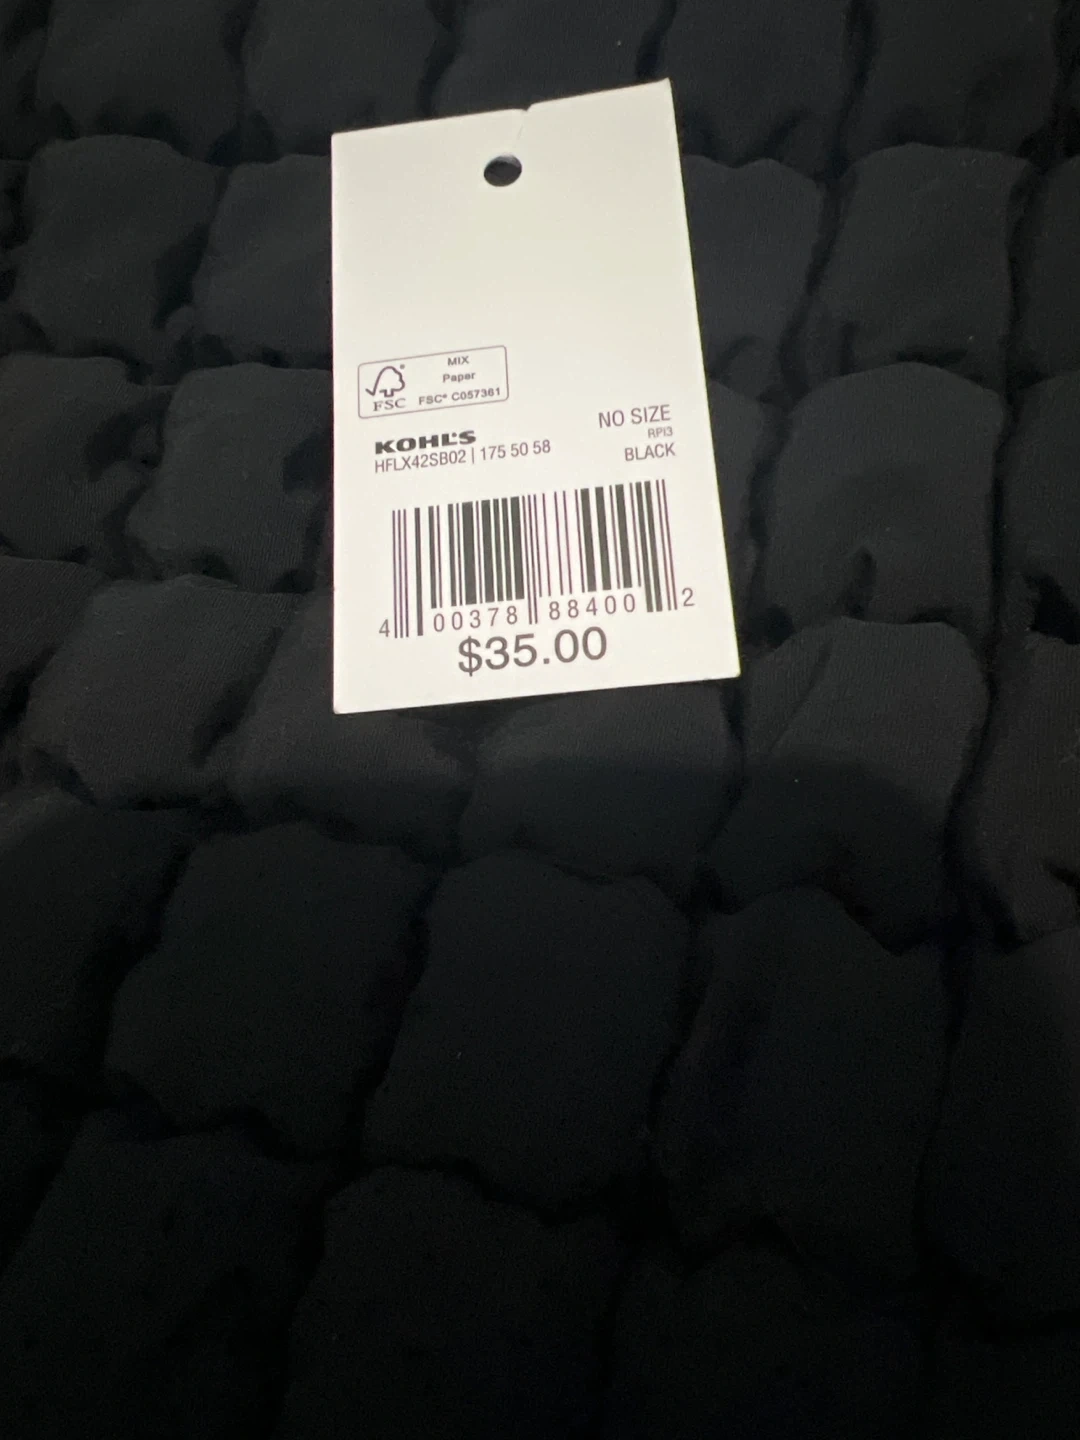 MIX
Paper
FSC
FSC® C057361
KOHL'S
NO SIZE
RPI3
HFLX42SB02 | 175 50 58
BLACK
4 00378 88400 2
$35.00